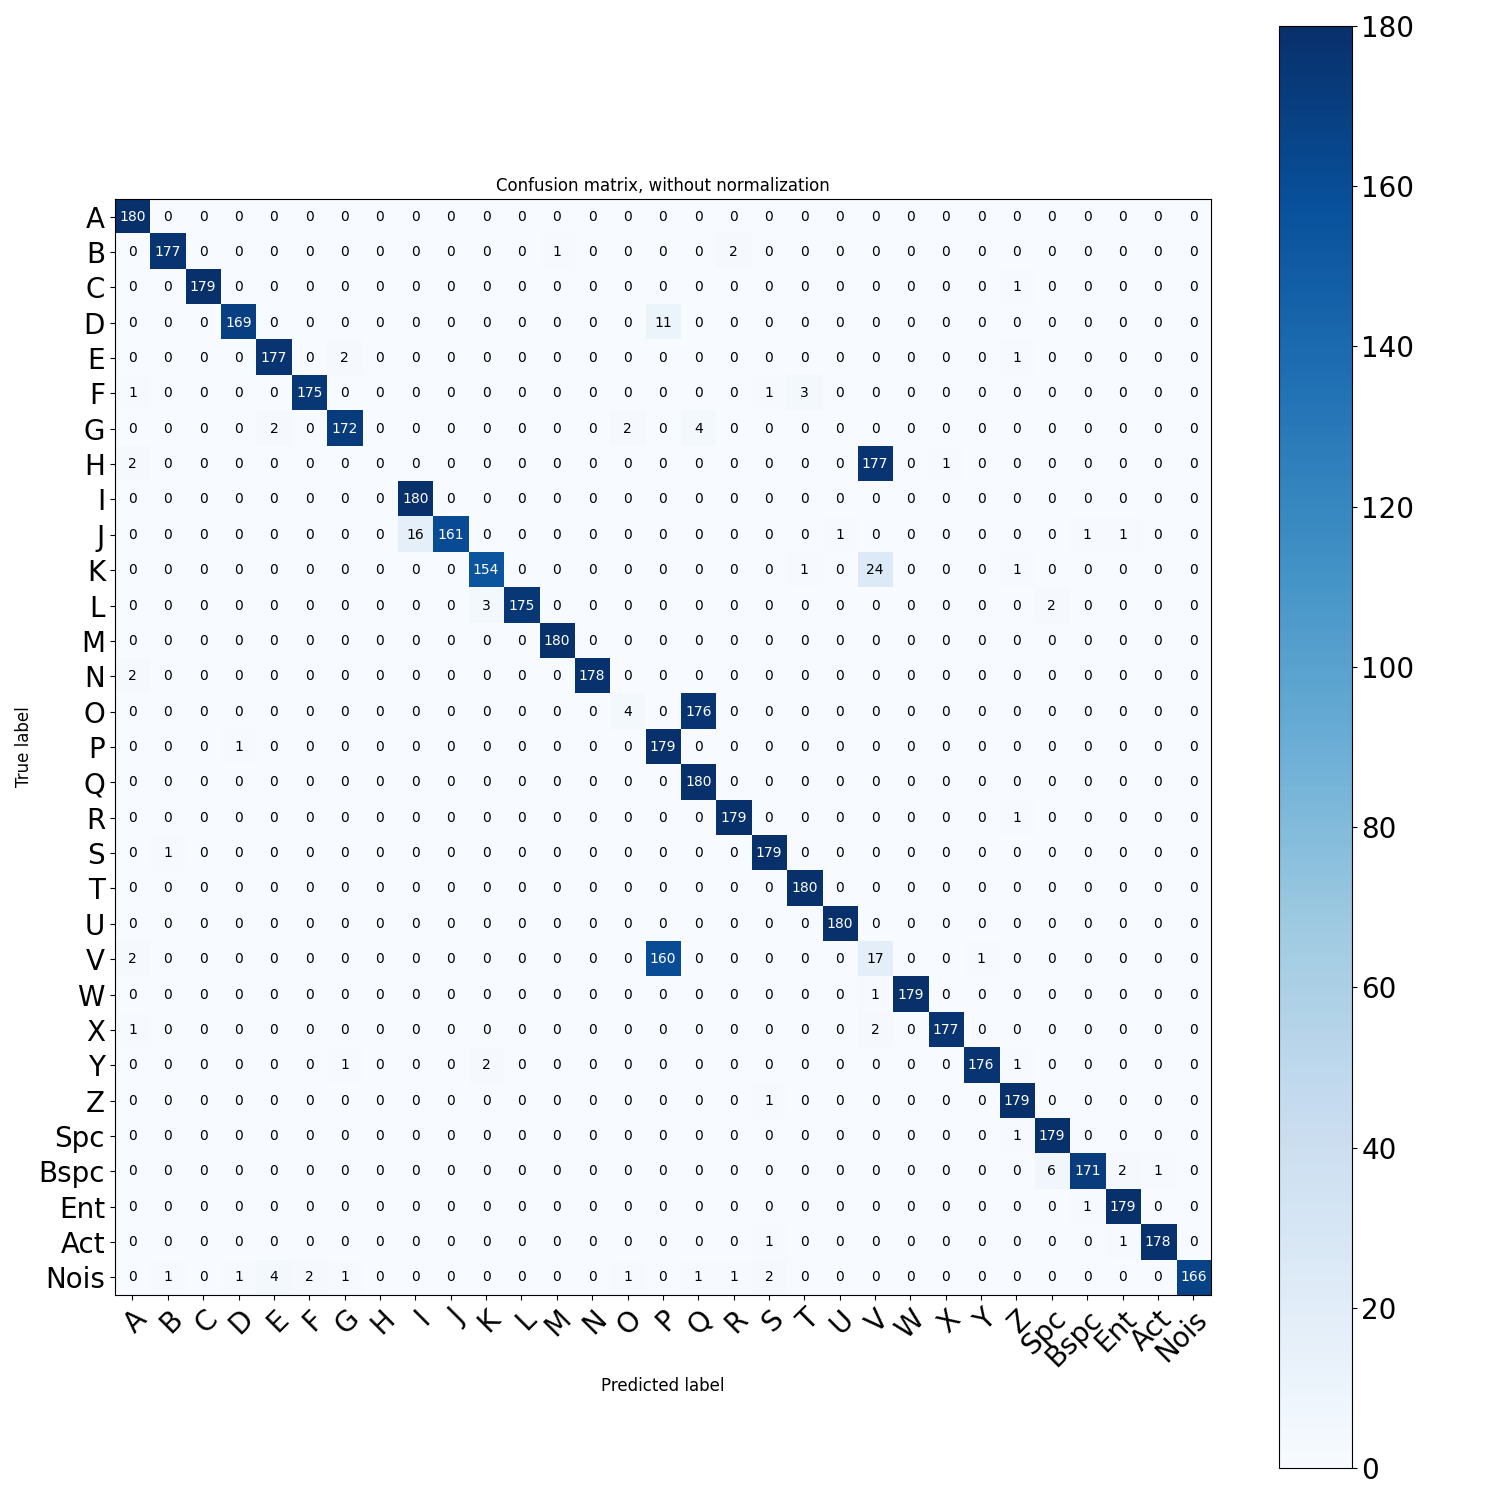 Confusion matrix, without normalization
A 180 0 0 0 0 0 0 0 0 0 0 0 0 0 0 0 0 0 0 0 0 0 0 0 0 0 0 0 0 0 0
B 0 177 0 0 0 0 0 0 0 0 0 0 1 0 0 0 0 2 0 0 0 0 0 0 0 0 0 0 0 0 0
C 0 0 179 0 0 0 0 0 0 0 0 0 0 0 0 0 0 0 0 0 0 0 0 0 0 1 0 0 0 0 0
D 0 0 0 169 0 0 0 0 0 0 0 0 0 0 0 11 0 0 0 0 0 0 0 0 0 0 0 0 0 0 0
E 0 0 0 0 177 0 2 0 0 0 0 0 0 0 0 0 0 0 0 0 0 0 0 0 0 1 0 0 0 0 0
F 1 0 0 0 0 175 0 0 0 0 0 0 0 0 0 0 0 0 1 3 0 0 0 0 0 0 0 0 0 0 0
G 0 0 0 0 2 0 172 0 0 0 0 0 0 0 2 0 4 0 0 0 0 0 0 0 0 0 0 0 0 0 0
H 2 0 0 0 0 0 0 0 0 0 0 0 0 0 0 0 0 0 0 0 0 177 0 1 0 0 0 0 0 0 0
I 0 0 0 0 0 0 0 0 180 0 0 0 0 0 0 0 0 0 0 0 0 0 0 0 0 0 0 0 0 0 0
J 0 0 0 0 0 0 0 0 16 161 0 0 0 0 0 0 0 0 0 0 1 0 0 0 0 0 0 1 1 0 0
K 0 0 0 0 0 0 0 0 0 0 154 0 0 0 0 0 0 0 0 1 0 24 0 0 0 1 0 0 0 0 0
L 0 0 0 0 0 0 0 0 0 0 3 175 0 0 0 0 0 0 0 0 0 0 0 0 0 0 2 0 0 0 0
M 0 0 0 0 0 0 0 0 0 0 0 0 180 0 0 0 0 0 0 0 0 0 0 0 0 0 0 0 0 0 0
N 2 0 0 0 0 0 0 0 0 0 0 0 0 178 0 0 0 0 0 0 0 0 0 0 0 0 0 0 0 0 0
O 0 0 0 0 0 0 0 0 0 0 0 0 0 0 4 0 176 0 0 0 0 0 0 0 0 0 0 0 0 0 0
P 0 0 0 1 0 0 0 0 0 0 0 0 0 0 0 179 0 0 0 0 0 0 0 0 0 0 0 0 0 0 0
Q 0 0 0 0 0 0 0 0 0 0 0 0 0 0 0 0 180 0 0 0 0 0 0 0 0 0 0 0 0 0 0
R 0 0 0 0 0 0 0 0 0 0 0 0 0 0 0 0 0 179 0 0 0 0 0 0 0 1 0 0 0 0 0
S 0 1 0 0 0 0 0 0 0 0 0 0 0 0 0 0 0 0 179 0 0 0 0 0 0 0 0 0 0 0 0
T 0 0 0 0 0 0 0 0 0 0 0 0 0 0 0 0 0 0 0 180 0 0 0 0 0 0 0 0 0 0 0
U 0 0 0 0 0 0 0 0 0 0 0 0 0 0 0 0 0 0 0 0 180 0 0 0 0 0 0 0 0 0 0
V 2 0 0 0 0 0 0 0 0 0 0 0 0 0 0 160 0 0 0 0 0 17 0 0 1 0 0 0 0 0 0
W 0 0 0 0 0 0 0 0 0 0 0 0 0 0 0 0 0 0 0 0 0 1 179 0 0 0 0 0 0 0 0
X 1 0 0 0 0 0 0 0 0 0 0 0 0 0 0 0 0 0 0 0 0 2 0 177 0 0 0 0 0 0 0
Y 0 0 0 0 0 0 1 0 0 0 2 0 0 0 0 0 0 0 0 0 0 0 0 0 176 1 0 0 0 0 0
Z 0 0 0 0 0 0 0 0 0 0 0 0 0 0 0 0 0 0 1 0 0 0 0 0 0 179 0 0 0 0 0
Spc 0 0 0 0 0 0 0 0 0 0 0 0 0 0 0 0 0 0 0 0 0 0 0 0 0 1 179 0 0 0 0
Bspc 0 0 0 0 0 0 0 0 0 0 0 0 0 0 0 0 0 0 0 0 0 0 0 0 0 0 6 171 2 1 0
Ent 0 0 0 0 0 0 0 0 0 0 0 0 0 0 0 0 0 0 0 0 0 0 0 0 0 0 0 1 179 0 0
Act 0 0 0 0 0 0 0 0 0 0 0 0 0 0 0 0 0 0 1 0 0 0 0 0 0 0 0 0 1 178 0
Nois 0 1 0 1 4 2 1 0 0 0 0 0 0 0 1 0 1 1 2 0 0 0 0 0 0 0 0 0 0 0 166
A B C D E F G H I J K L M N O P Q R S T U V W X Y Z Spc Bspc Ent Act Nois
Predicted label
True label
180
160
140
120
100
80
60
40
20
0